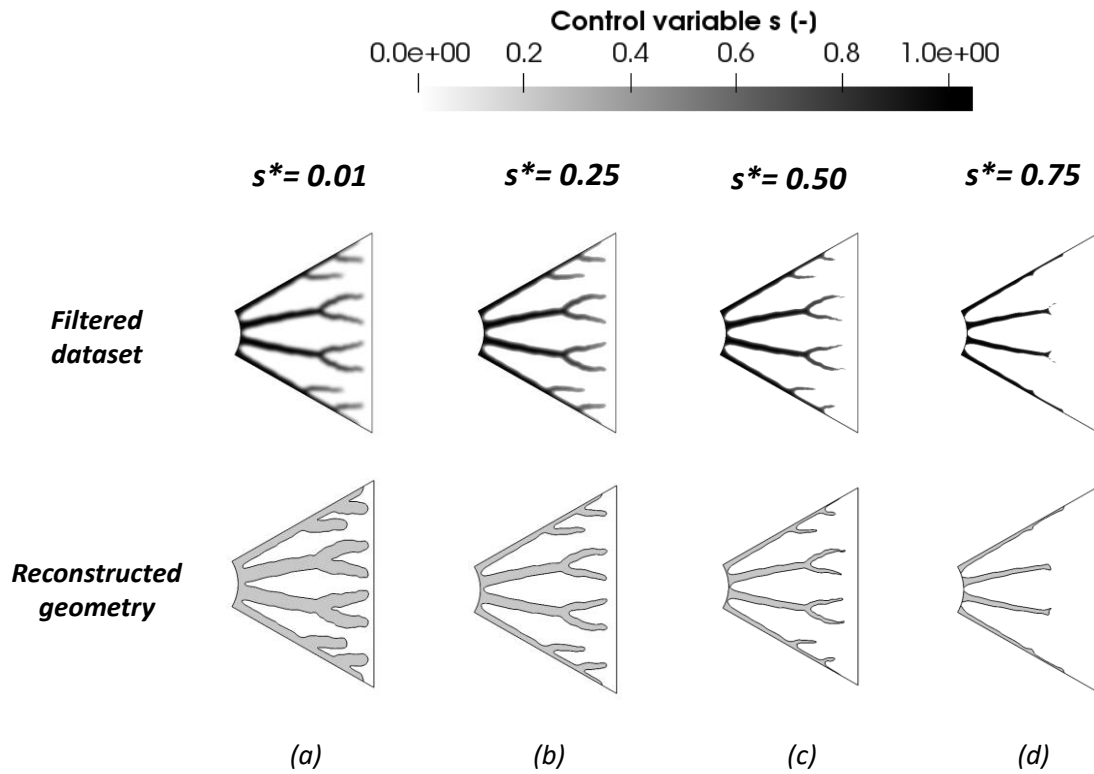 Control variable s (-)
0.0e+00 0.2 0.4 0.6 0.8 1.0e+00
s*= 0.01 s*= 0.25 s*= 0.50 s*= 0.75
Filtered
dataset
Reconstructed
geometry
(a) (b) (c) (d)